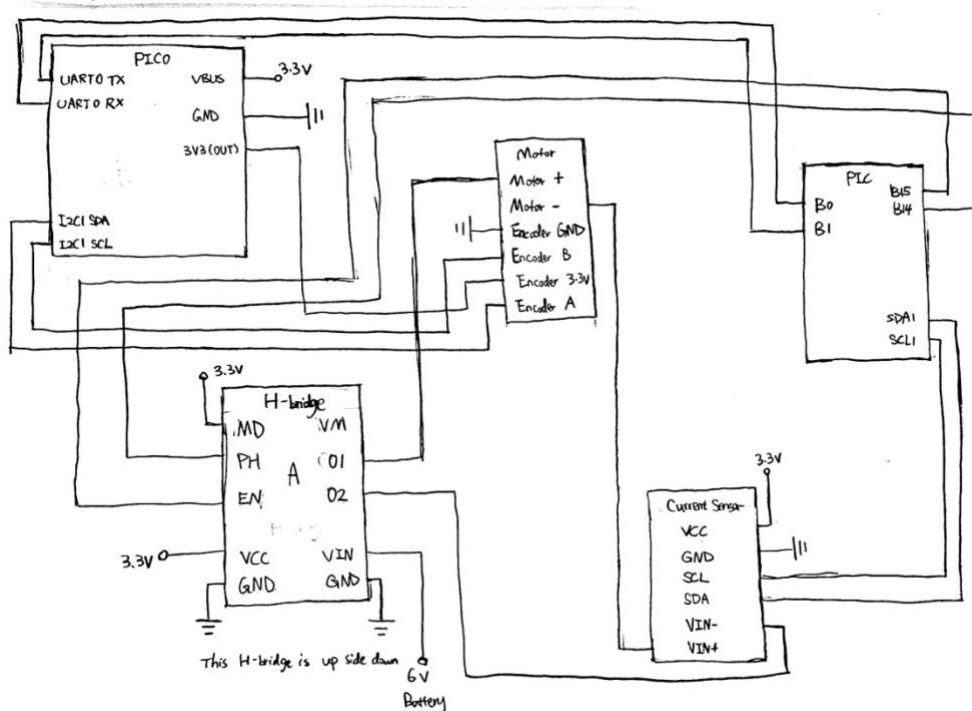 PICO
UART0 TX
UART0 RX
I2C1 SDA
I2C1 SCL
VBUS
GND
3V3(OUT)
3.3V
Motor
Motor +
Motor -
Encoder GND
Encoder B
Encoder 3.3V
Encoder A
PIC
B0
B1
B15
B14
SDA1
SCL1
3.3V
H-bridge
A
MD
PH
EN
VCC
GND
VM
O1
O2
VIN
GND
3.3V
This H-bridge is up side down
6V
Battery
3.3V
Current Sensor
VCC
GND
SCL
SDA
VIN-
VIN+